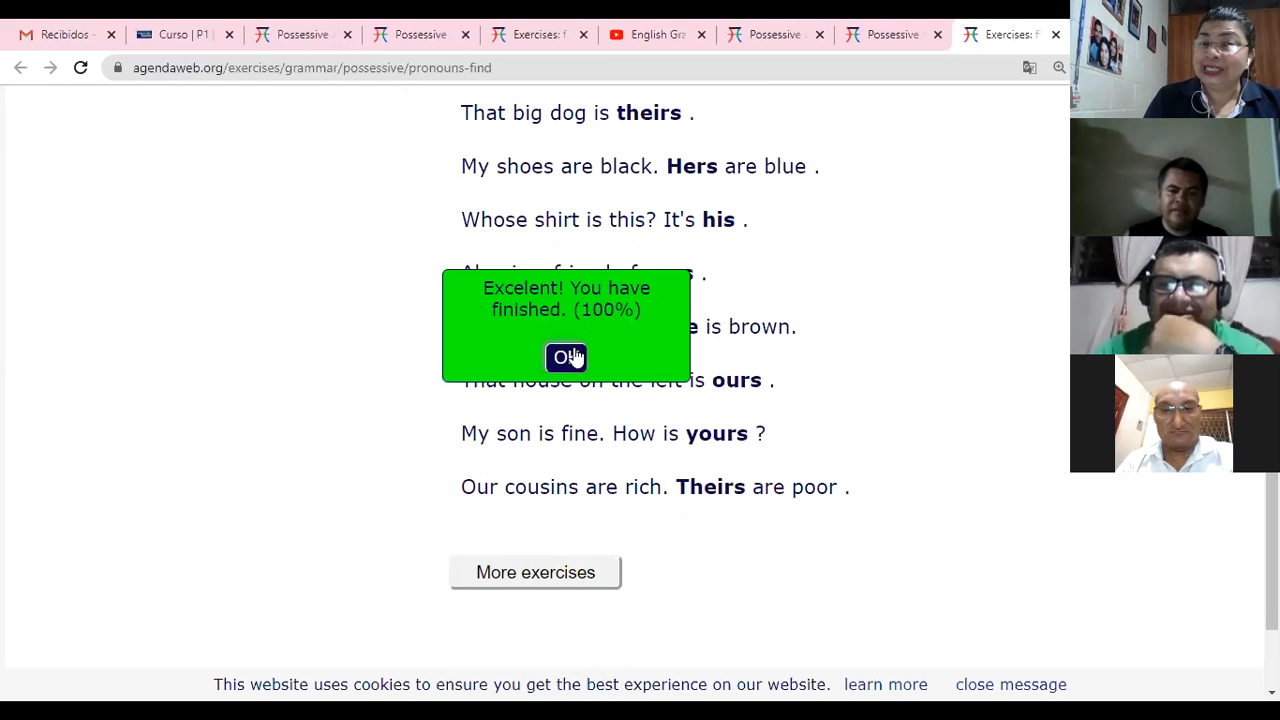 Recibidos -
Curso | P1 |
Possessive
Possessive
Exercises: f
English Gra
Possessive
Possessive
Exercises: f
agendaweb.org/exercises/grammar/possessive/pronouns-find
That big dog is theirs .
My shoes are black. Hers are blue .
Whose shirt is this? It's his .
Excelent! You have
finished. (100%)
is brown.
is ours .
My son is fine. How is yours ?
Our cousins are rich. Theirs are poor .
More exercises
This website uses cookies to ensure you get the best experience on our website. learn more close message